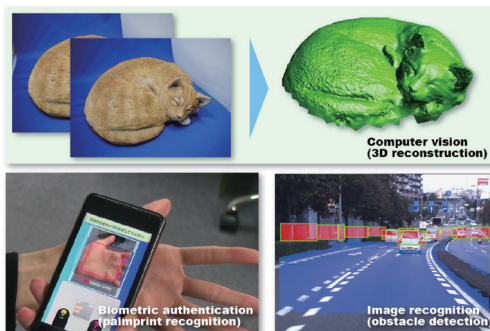 Computer vision
(3D reconstruction)
Biometric authentication
(palmprint recognition)
Image recognition
(obstacle detection)